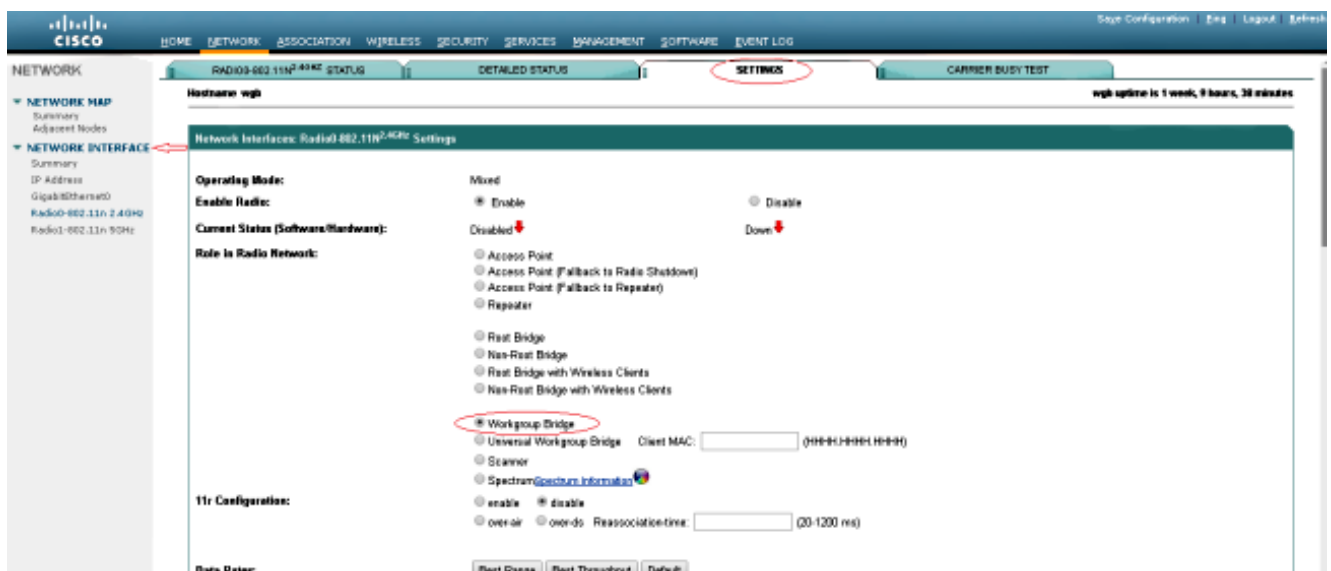 Save Configuration | Ping | Logout | Refresh
CISCO
HOME NETWORK ASSOCIATION WIRELESS SECURITY SERVICES MANAGEMENT SOFTWARE EVENT LOG
NETWORK
RADIO0-802.11N 2.4GHZ STATUS DETAILED STATUS SETTINGS CARRIER BUSY TEST
Hostname wgb wgb uptime is 1 week, 9 hours, 38 minutes
NETWORK MAP
Summary
Adjacent Nodes
NETWORK INTERFACE
Summary
IP Address
GigabitEthernet0
Radio0-802.11n 2.4GHz
Radio1-802.11n 5GHz
Network Interfaces: Radio0-802.11N 2.4GHz Settings
Operating Mode: Mixed
Enable Radio: Enable Disable
Current Status (Software/Hardware): Disabled Down
Role in Radio Network: Access Point
Access Point (Fallback to Radio Shutdown)
Access Point (Fallback to Repeater)
Repeater
Root Bridge
Non-Root Bridge
Root Bridge with Wireless Clients
Non-Root Bridge with Wireless Clients
Workgroup Bridge
Universal Workgroup Bridge Client MAC: (HHHH.HHHH.HHHH)
Scanner
Spectrum Spectrum Information
11r Configuration: enable disable
over-air over-ds Reassociation-time: (20-1200 ms)
Data Rates: Best Range Best Throughput Default